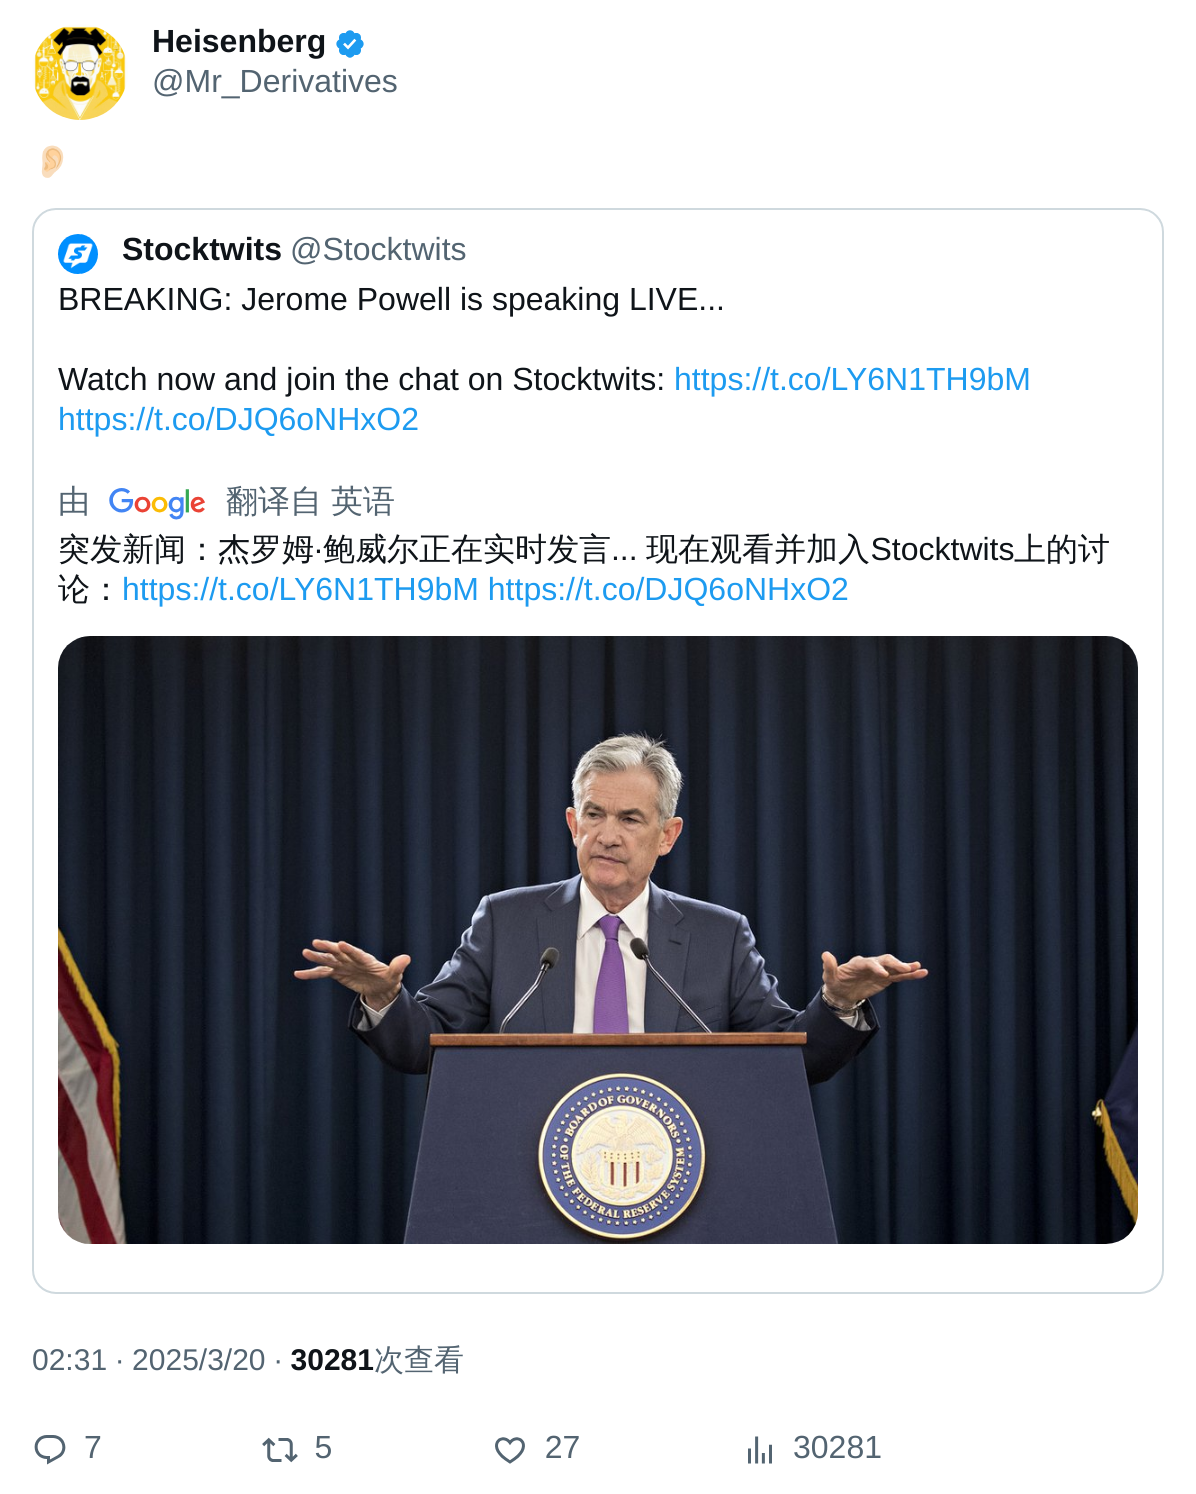 Heisenberg
@Mr_Derivatives
👂🏻
Stocktwits @Stocktwits
BREAKING: Jerome Powell is speaking LIVE...
Watch now and join the chat on Stocktwits: https://t.co/LY6N1TH9bM
https://t.co/DJQ6oNHxO2
由 Google 翻译自 英语
突发新闻：杰罗姆·鲍威尔正在实时发言... 现在观看并加入Stocktwits上的讨
论：https://t.co/LY6N1TH9bM https://t.co/DJQ6oNHxO2
BOARD OF GOVERNORS
OF THE FEDERAL RESERVE SYSTEM
02:31 · 2025/3/20 · 30281次查看
7 5 27 30281